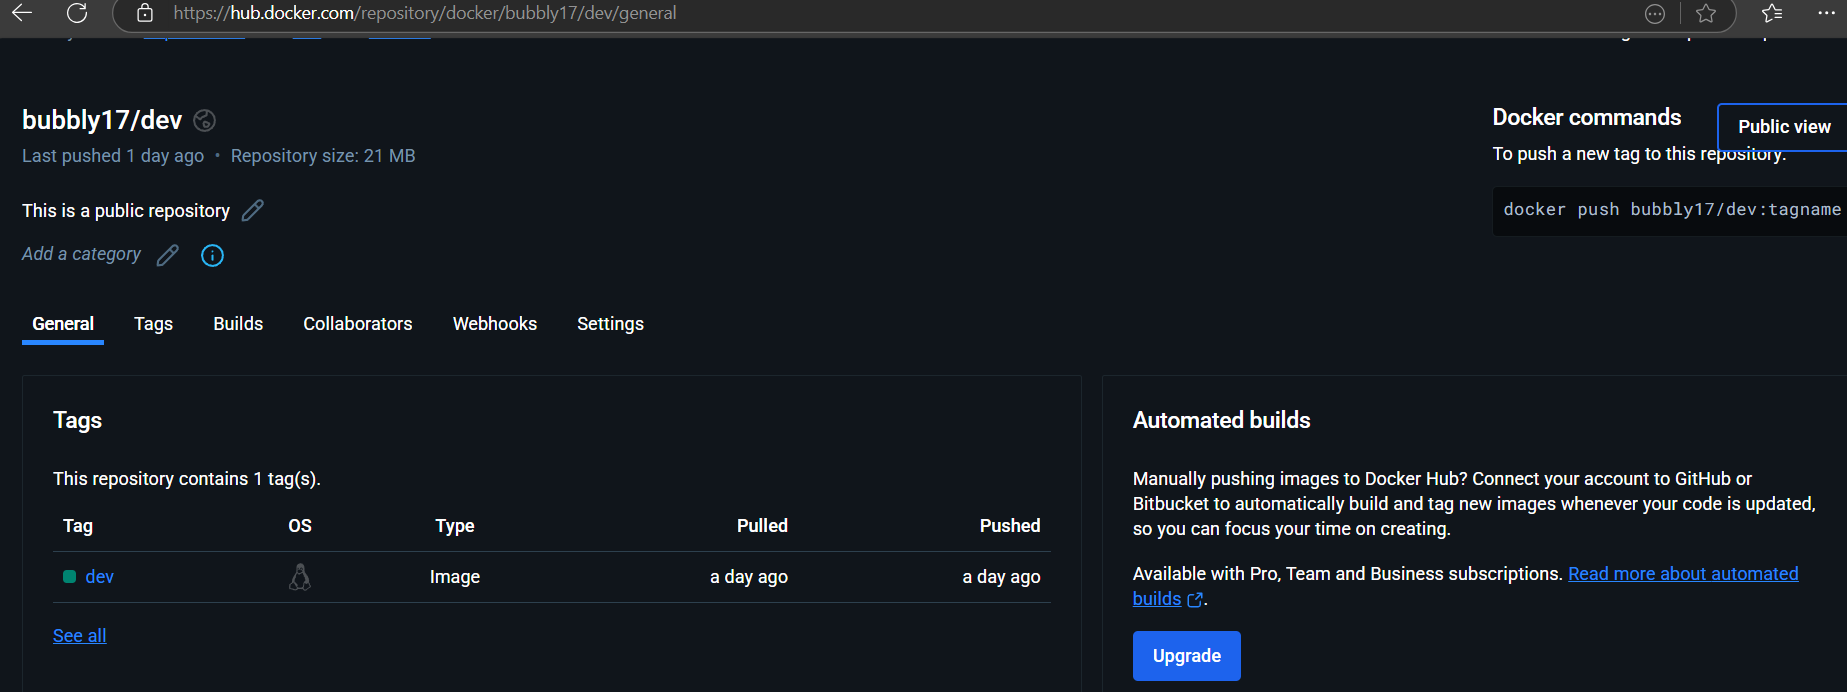 https://hub.docker.com/repository/docker/bubbly17/dev/general
bubbly17/dev
Last pushed 1 day ago • Repository size: 21 MB
This is a public repository
Add a category
Docker commands
Public view
To push a new tag to this repository:
docker push bubbly17/dev:tagname
General Tags Builds Collaborators Webhooks Settings
Tags
This repository contains 1 tag(s).
Tag OS Type Pulled Pushed
dev Image a day ago a day ago
See all
Automated builds
Manually pushing images to Docker Hub? Connect your account to GitHub or
Bitbucket to automatically build and tag new images whenever your code is updated,
so you can focus your time on creating.
Available with Pro, Team and Business subscriptions. Read more about automated
builds.
Upgrade